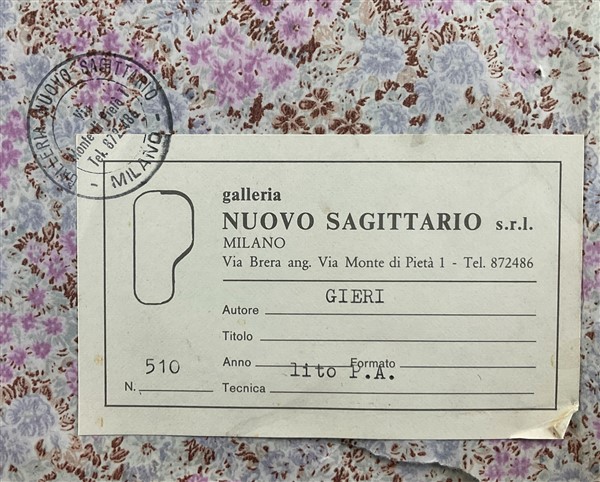 GALLERIA NUOVO SAGITTARIO
Via
Monte di Pietà 1
Tel. 872486
- MILANO -
galleria
NUOVO SAGITTARIO s.r.l.
MILANO
Via Brera ang. Via Monte di Pietà 1 - Tel. 872486
Autore GIERI
Titolo
Anno Formato
N. 510
Tecnica lito P.A.